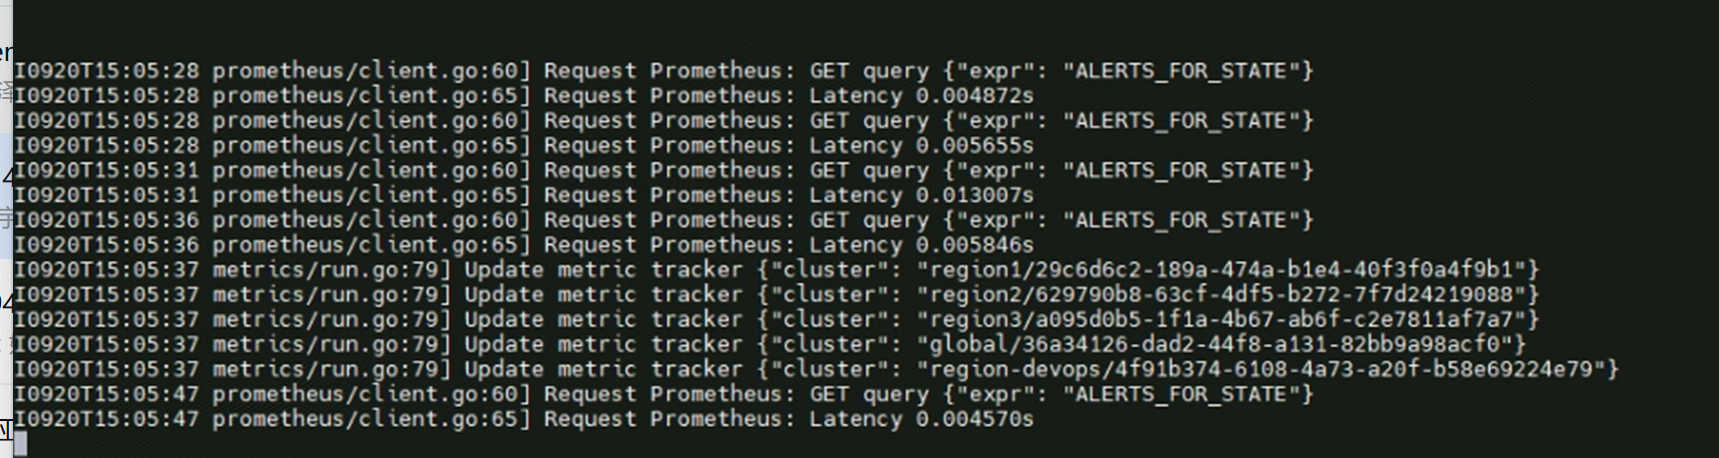 I0920T15:05:28 prometheus/client.go:60] Request Prometheus: GET query {"expr": "ALERTS_FOR_STATE"}
I0920T15:05:28 prometheus/client.go:65] Request Prometheus: Latency 0.004872s
I0920T15:05:28 prometheus/client.go:60] Request Prometheus: GET query {"expr": "ALERTS_FOR_STATE"}
I0920T15:05:28 prometheus/client.go:65] Request Prometheus: Latency 0.005655s
I0920T15:05:31 prometheus/client.go:60] Request Prometheus: GET query {"expr": "ALERTS_FOR_STATE"}
I0920T15:05:31 prometheus/client.go:65] Request Prometheus: Latency 0.013007s
I0920T15:05:36 prometheus/client.go:60] Request Prometheus: GET query {"expr": "ALERTS_FOR_STATE"}
I0920T15:05:36 prometheus/client.go:65] Request Prometheus: Latency 0.005846s
I0920T15:05:37 metrics/run.go:79] Update metric tracker {"cluster": "region1/29c6d6c2-189a-474a-b1e4-40f3f0a4f9b1"}
I0920T15:05:37 metrics/run.go:79] Update metric tracker {"cluster": "region2/629790b8-63cf-4df5-b272-7f7d24219088"}
I0920T15:05:37 metrics/run.go:79] Update metric tracker {"cluster": "region3/a095d0b5-1f1a-4b67-ab6f-c2e7811af7a7"}
I0920T15:05:37 metrics/run.go:79] Update metric tracker {"cluster": "global/36a34126-dad2-44f8-a131-82bb9a98acf0"}
I0920T15:05:37 metrics/run.go:79] Update metric tracker {"cluster": "region-devops/4f91b374-6108-4a73-a20f-b58e69224e79"}
I0920T15:05:47 prometheus/client.go:60] Request Prometheus: GET query {"expr": "ALERTS_FOR_STATE"}
I0920T15:05:47 prometheus/client.go:65] Request Prometheus: Latency 0.004570s